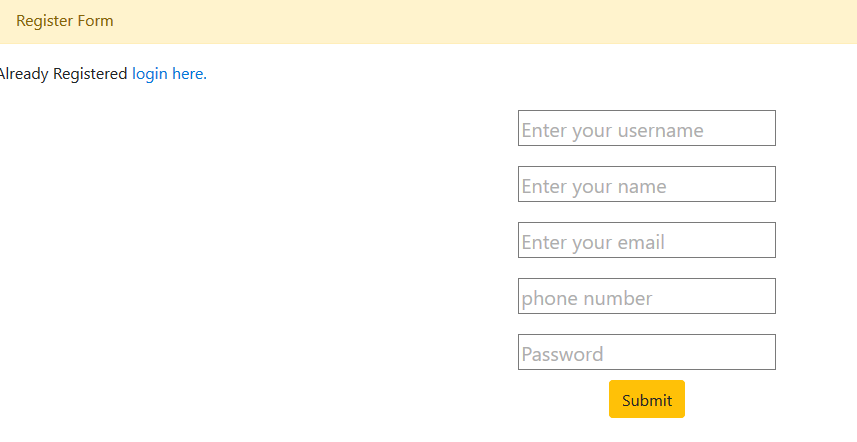 Register Form
Already Registered login here.
Enter your username
Enter your name
Enter your email
phone number
Password
Submit